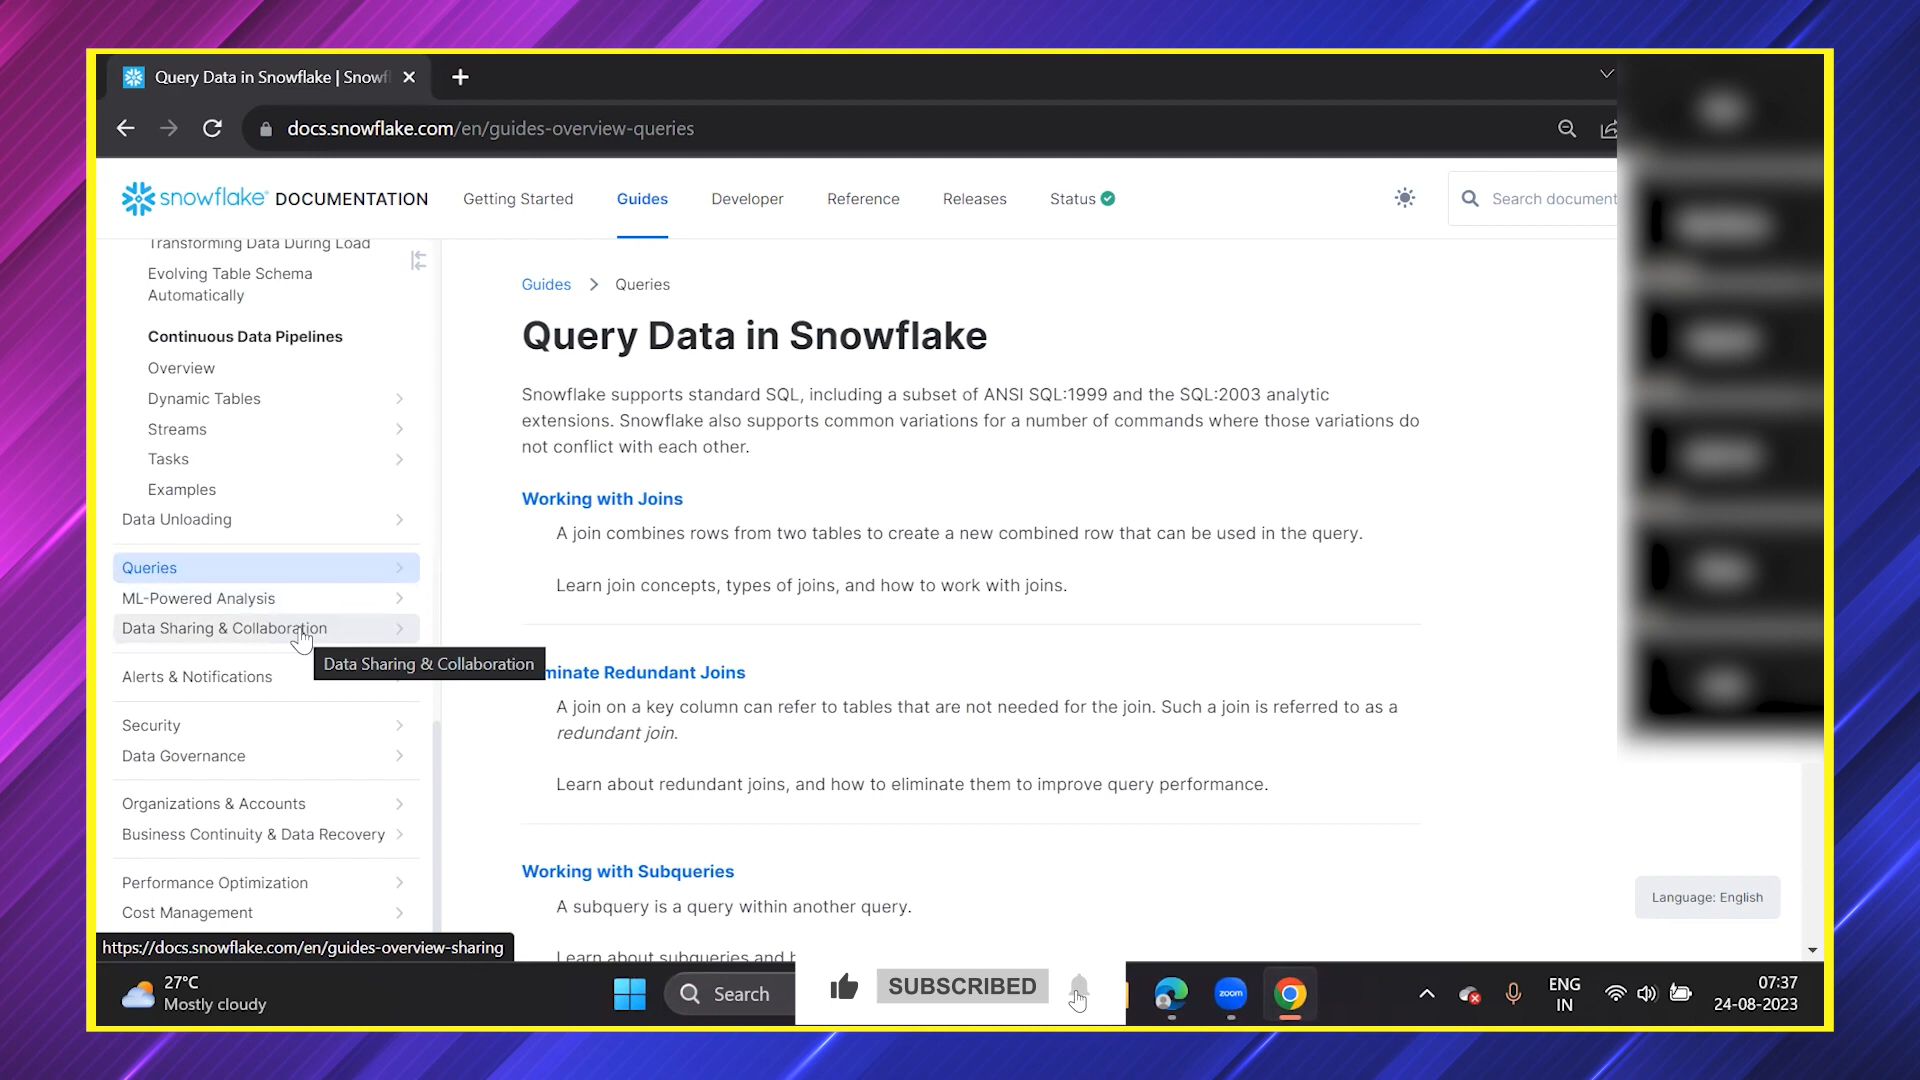 Query Data in Snowflake | Snowf
docs.snowflake.com/en/guides-overview-queries
snowflake DOCUMENTATION
Getting Started
Guides
Developer
Reference
Releases
Status
Search document
Transforming Data During Load
Evolving Table Schema
Automatically
Continuous Data Pipelines
Overview
Dynamic Tables
Streams
Tasks
Examples
Data Unloading
Queries
ML-Powered Analysis
Data Sharing & Collaboration
Data Sharing & Collaboration
Alerts & Notifications
Security
Data Governance
Organizations & Accounts
Business Continuity & Data Recovery
Performance Optimization
Cost Management
https://docs.snowflake.com/en/guides-overview-sharing
Guides > Queries
Query Data in Snowflake
Snowflake supports standard SQL, including a subset of ANSI SQL:1999 and the SQL:2003 analytic
extensions. Snowflake also supports common variations for a number of commands where those variations do
not conflict with each other.
Working with Joins
A join combines rows from two tables to create a new combined row that can be used in the query.
Learn join concepts, types of joins, and how to work with joins.
minate Redundant Joins
A join on a key column can refer to tables that are not needed for the join. Such a join is referred to as a
redundant join.
Learn about redundant joins, and how to eliminate them to improve query performance.
Working with Subqueries
A subquery is a query within another query.
Learn about subqueries and h
Language: English
27°C
Mostly cloudy
Search
SUBSCRIBED
zoom
ENG
IN
07:37
24-08-2023